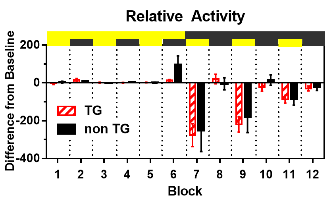 Relative Activity
Difference from Baseline
200
0
-200
-400
TG
non TG
1 2 3 4 5 6 7 8 9 10 11 12
Block